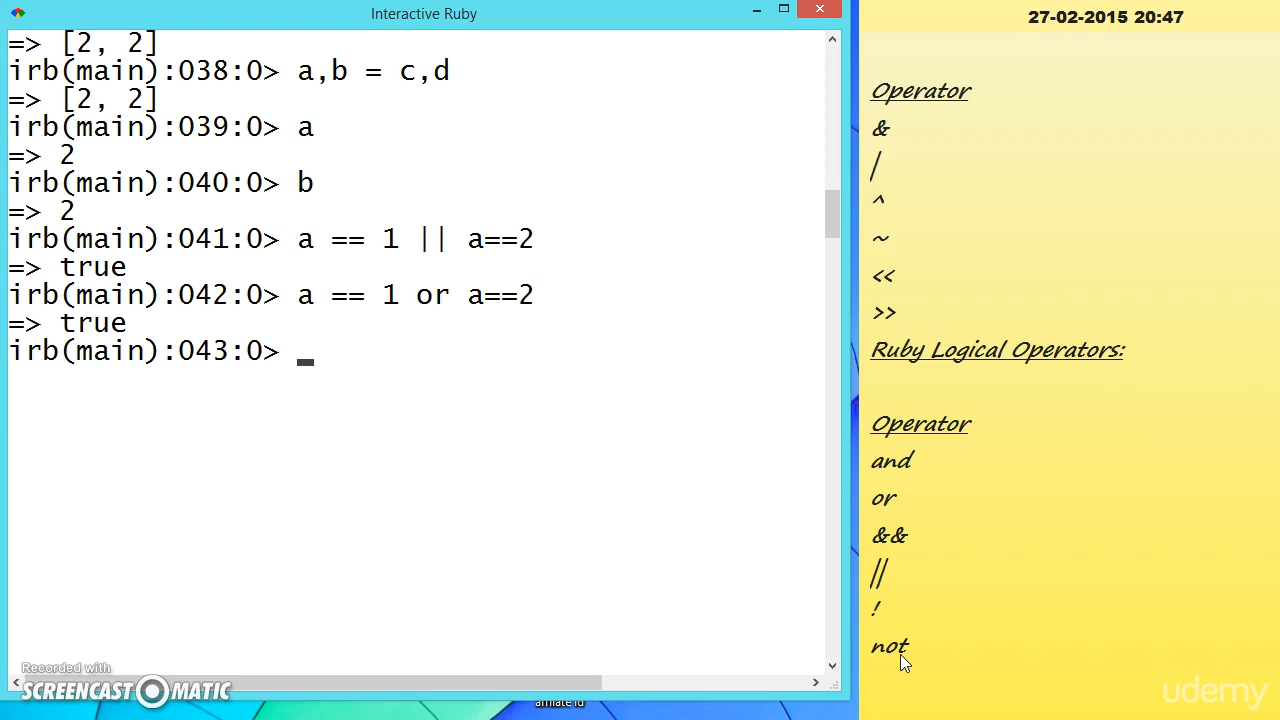 Interactive Ruby
=> [2, 2]
irb(main):038:0> a,b = c,d
=> [2, 2]
irb(main):039:0> a
=> 2
irb(main):040:0> b
=> 2
irb(main):041:0> a == 1 || a==2
=> true
irb(main):042:0> a == 1 or a==2
=> true
irb(main):043:0> _
Recorded with
SCREENCAST MATIC
27-02-2015 20:47
Operator
&
|
^
~
<<
>>
Ruby Logical Operators:
Operator
and
or
&&
||
!
not
udemy